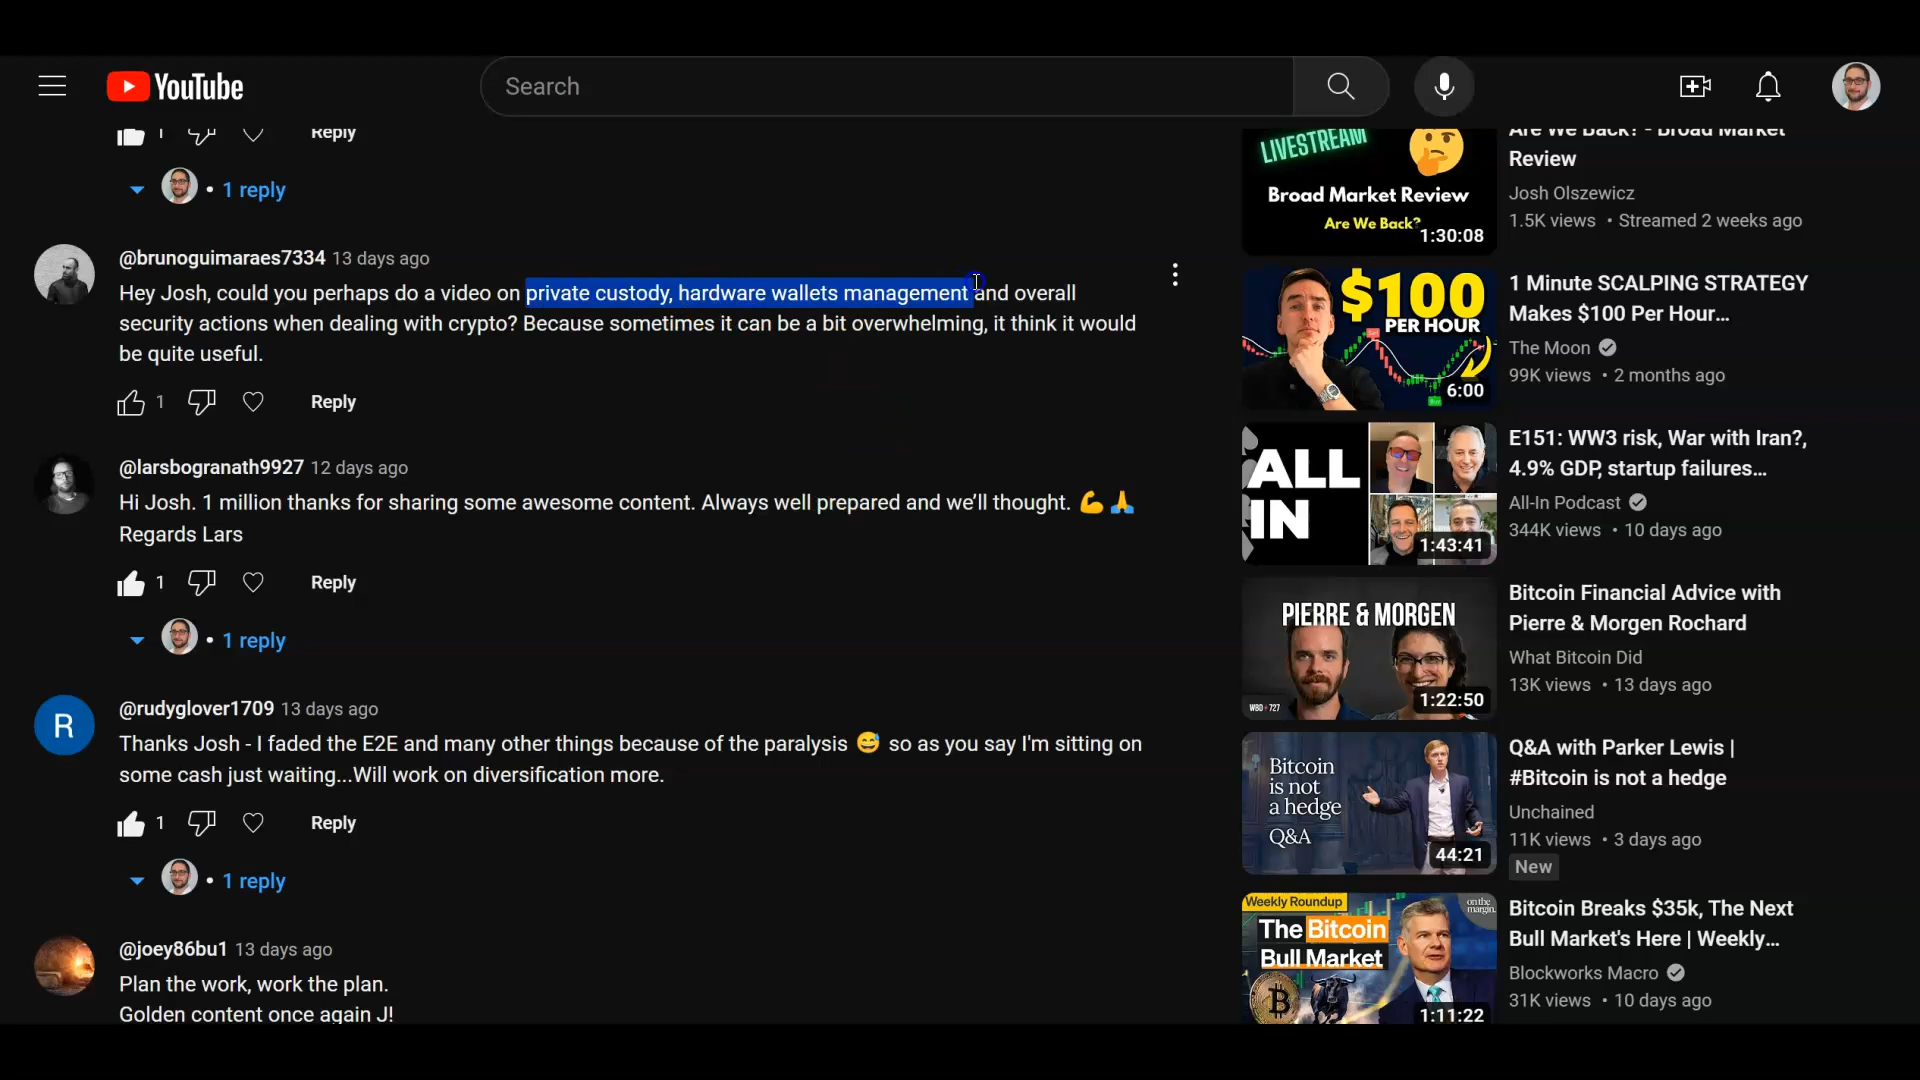 YouTube
Search
1 Reply
1 reply
@brunoguimaraes7334 13 days ago
Hey Josh, could you perhaps do a video on private custody, hardware wallets management and overall
security actions when dealing with crypto? Because sometimes it can be a bit overwhelming, it think it would
be quite useful.
1 Reply
@larsbogranath9927 12 days ago
Hi Josh. 1 million thanks for sharing some awesome content. Always well prepared and we’ll thought. 💪🙏
Regards Lars
1 Reply
1 reply
@rudyglover1709 13 days ago
R
Thanks Josh - I faded the E2E and many other things because of the paralysis 😅 so as you say I'm sitting on
some cash just waiting...Will work on diversification more.
1 Reply
1 reply
@joey86bu1 13 days ago
Plan the work, work the plan.
Golden content once again J!
LIVESTREAM
Broad Market Review
Are We Back?
1:30:08
Are We Back? - Broad Market
Review
Josh Olszewicz
1.5K views • Streamed 2 weeks ago
$100
PER HOUR
6:00
1 Minute SCALPING STRATEGY
Makes $100 Per Hour...
The Moon
99K views • 2 months ago
ALL
IN
1:43:41
E151: WW3 risk, War with Iran?,
4.9% GDP, startup failures...
All-In Podcast
344K views • 10 days ago
PIERRE & MORGEN
WBD • 727
1:22:50
Bitcoin Financial Advice with
Pierre & Morgen Rochard
What Bitcoin Did
13K views • 13 days ago
Bitcoin
is not
a hedge
Q&A
44:21
Q&A with Parker Lewis |
#Bitcoin is not a hedge
Unchained
11K views • 3 days ago
New
Weekly Roundup
on the
margin.
The Bitcoin
Bull Market
1:11:22
Bitcoin Breaks $35k, The Next
Bull Market's Here | Weekly...
Blockworks Macro
31K views • 10 days ago